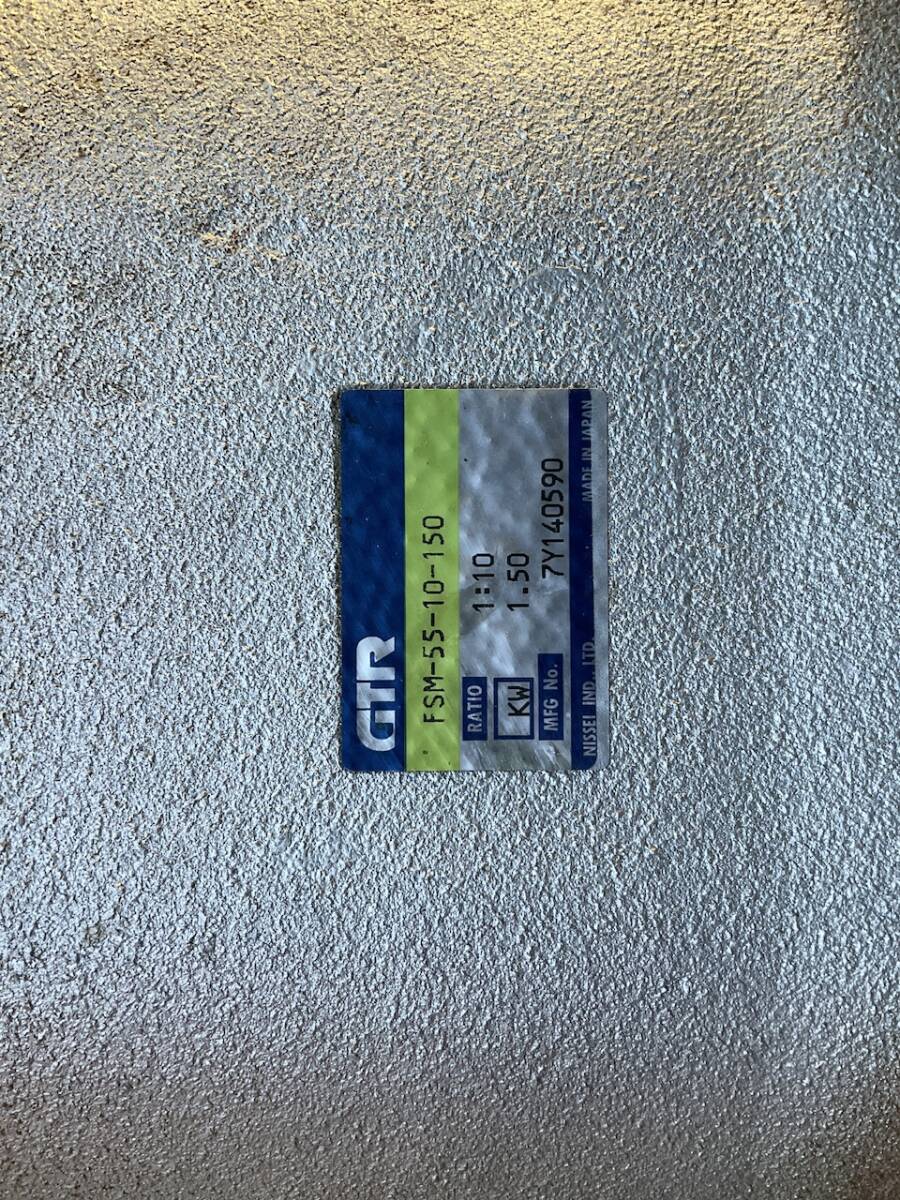 GTR
FSM-55-10-150
RATIO 1:10
KW 1.50
MFG No. 7Y140590
NISSEI IND., LTD. MADE IN JAPAN